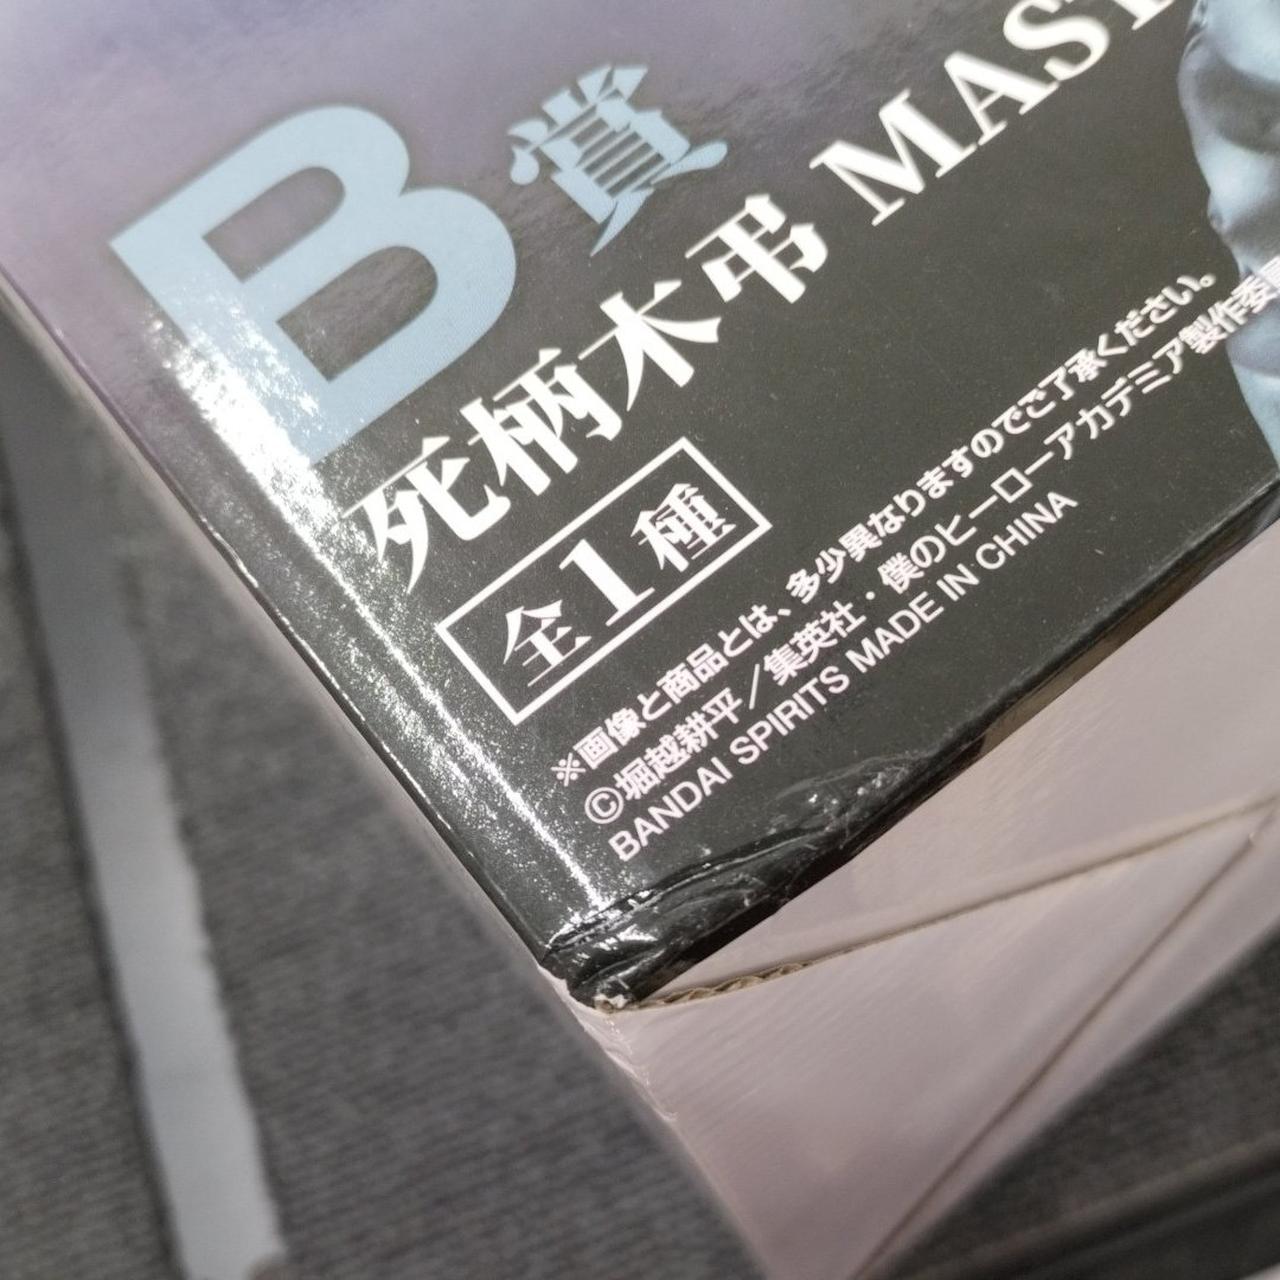 B賞
死柄木弔 MAST
全1種
※画像と商品とは、多少異なりますのでご了承ください。
©堀越耕平／集英社・僕のヒーローアカデミア製作委員
BANDAI SPIRITS MADE IN CHINA